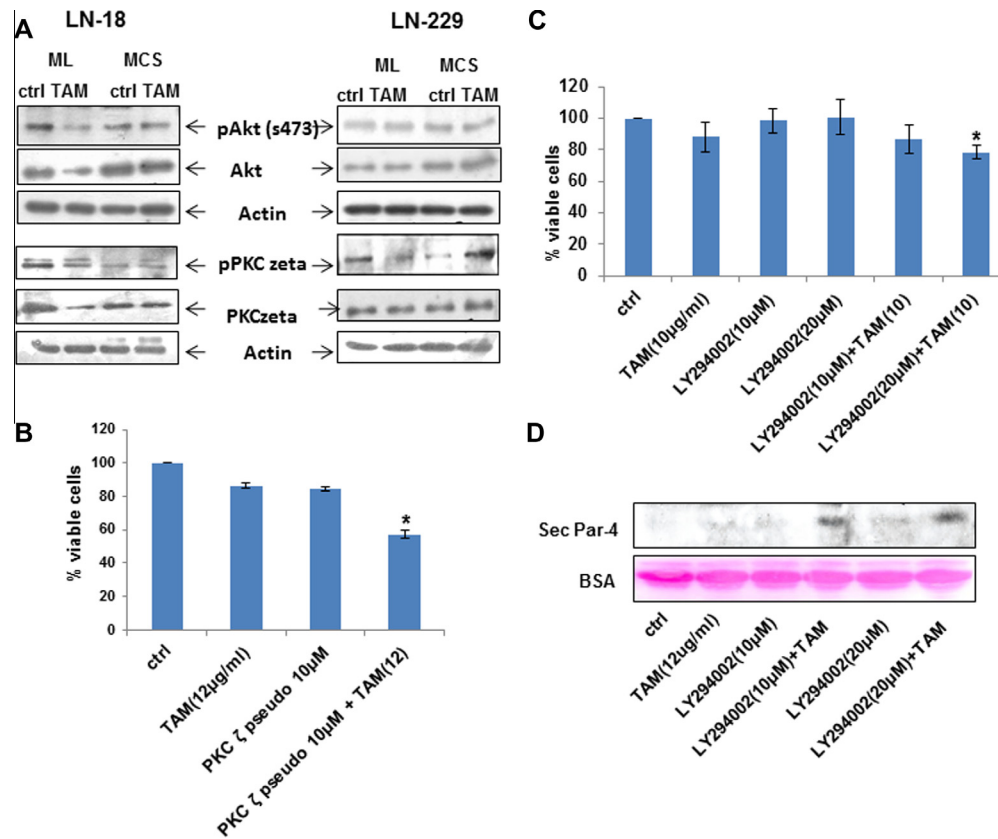 A
LN-18
LN-229
ML MCS
ctrl TAM ctrl TAM
ML MCS
ctrl TAM ctrl TAM
pAkt (s473)
Akt
Actin
pPKC zeta
PKCzeta
Actin
B
% viable cells
120
100
80
60
40
20
0
*
ctrl
TAM(12µg/ml)
PKC ζ pseudo 10µM
PKC ζ pseudo 10µM + TAM(12)
C
% viable cells
120
100
80
60
40
20
0
*
ctrl
TAM(10µg/ml)
LY294002(10µM)
LY294002(20µM)
LY294002(10µM)+TAM(10)
LY294002(20µM)+TAM(10)
D
Sec Par-4
BSA
ctrl
TAM(12ug/ml)
LY294002(10µM)
LY294002(10µM)+TAM
LY294002(20µM)
LY294002(20µM)+TAM